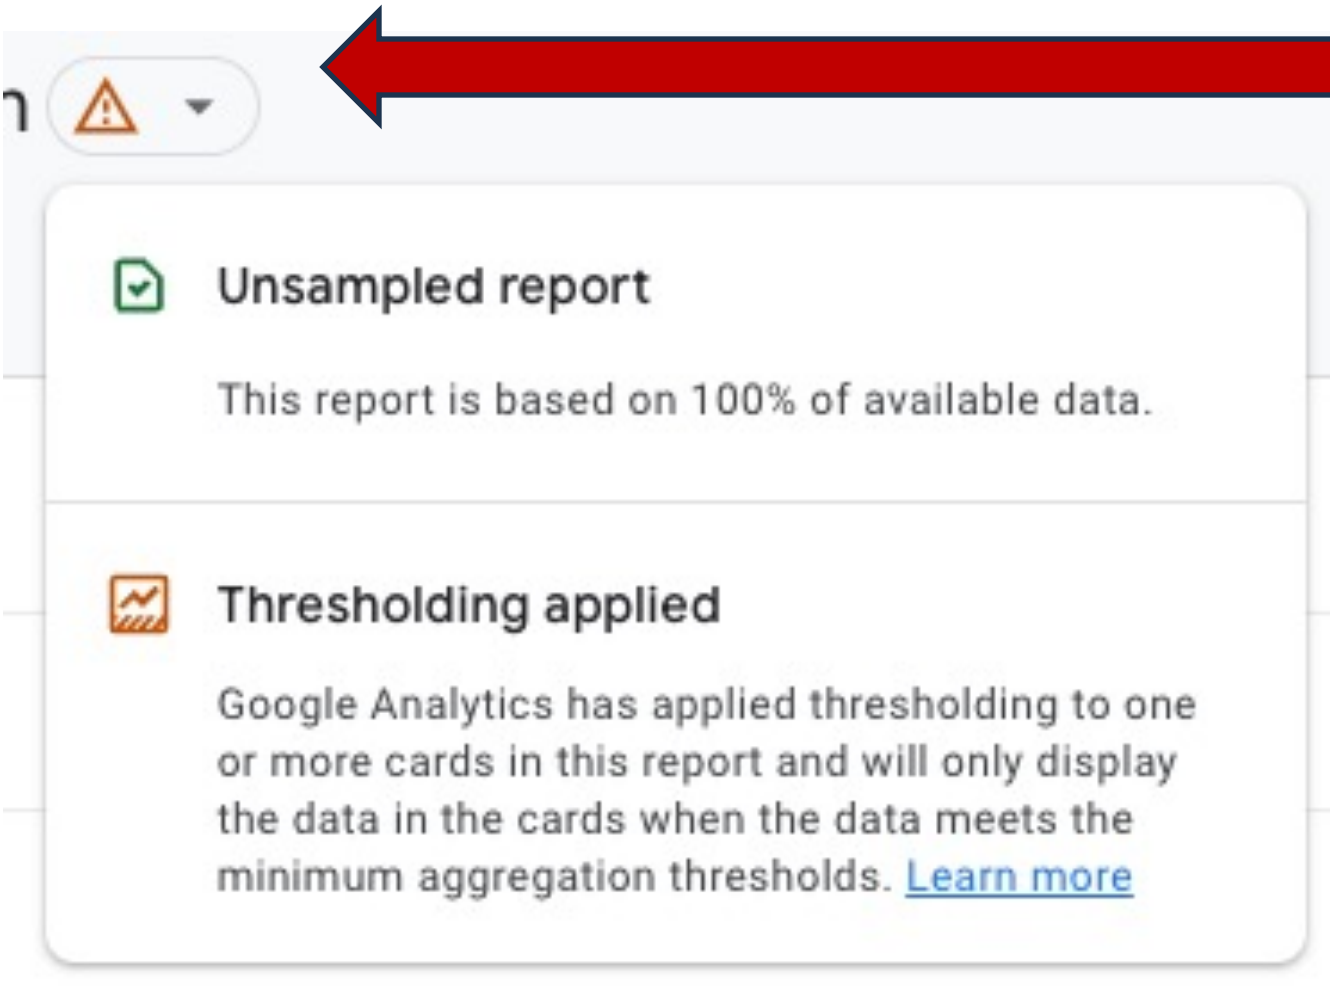 n
Unsampled report
This report is based on 100% of available data.
Thresholding applied
Google Analytics has applied thresholding to one
or more cards in this report and will only display
the data in the cards when the data meets the
minimum aggregation thresholds. Learn more